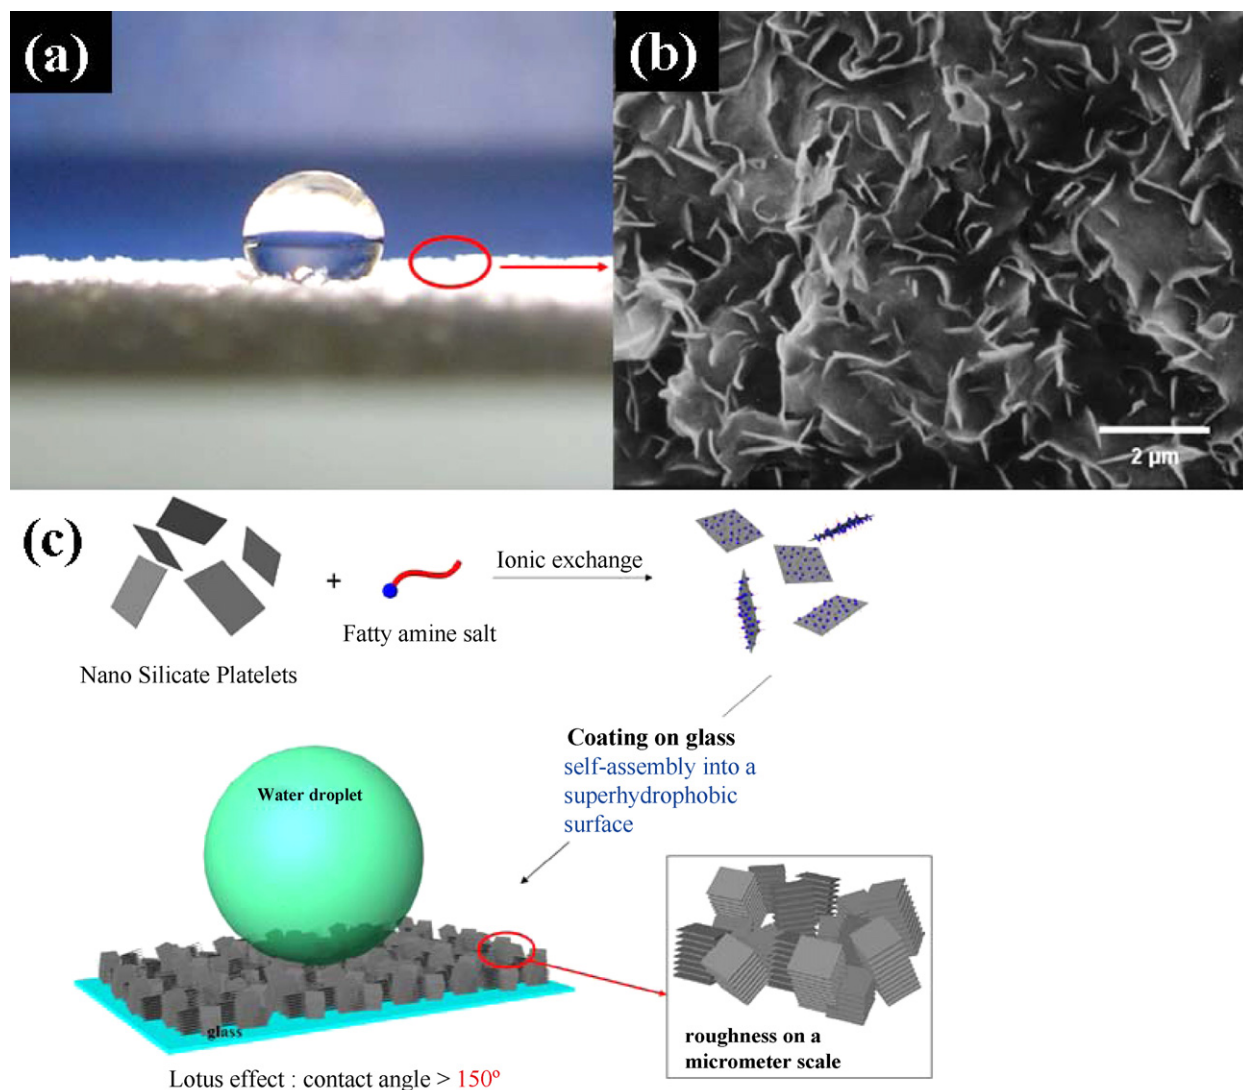 (a)
(b)
2 µm
(c)
+
Ionic exchange
Fatty amine salt
Nano Silicate Platelets
Coating on glass
self-assembly into a
superhydrophobic
surface
Water droplet
glass
roughness on a
micrometer scale
Lotus effect : contact angle > 150º